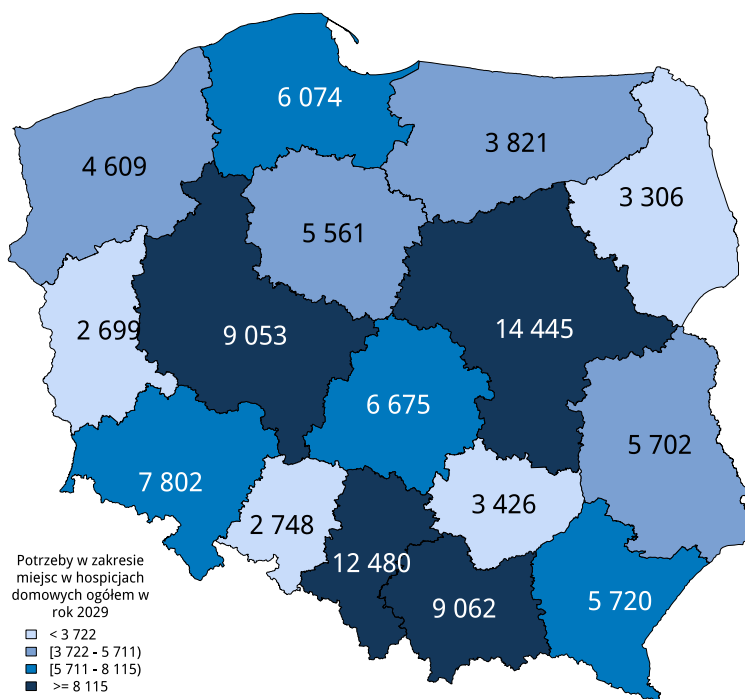 6 074
3 821
4 609
3 306
5 561
2 699
9 053
14 445
6 675
5 702
7 802
3 426
2 748
12 480
9 062
5 720
Potrzeby w zakresie
miejsc w hospicjach
domowych ogółem w
rok 2029
< 3 722
[3 722 - 5 711)
[5 711 - 8 115)
>= 8 115